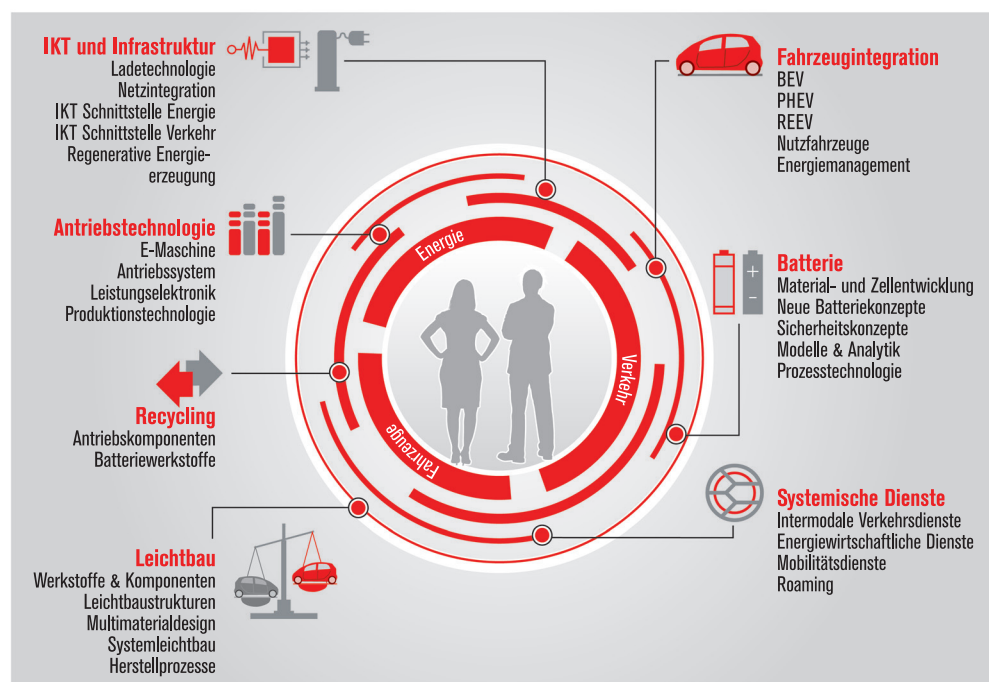 IKT und Infrastruktur
Ladetechnologie
Netzintegration
IKT Schnittstelle Energie
IKT Schnittstelle Verkehr
Regenerative Energie-
erzeugung
Antriebstechnologie
E-Maschine
Antriebssystem
Leistungselektronik
Produktionstechnologie
Recycling
Antriebskomponenten
Batteriewerkstoffe
Leichtbau
Werkstoffe & Komponenten
Leichtbaustrukturen
Multimaterialdesign
Systemleichtbau
Herstellprozesse
Energie
Verkehr
Fahrzeuge
Fahrzeugintegration
BEV
PHEV
REEV
Nutzfahrzeuge
Energiemanagement
+
-
Batterie
Material- und Zellentwicklung
Neue Batteriekonzepte
Sicherheitskonzepte
Modelle & Analytik
Prozesstechnologie
Systemische Dienste
Intermodale Verkehrsdienste
Energiewirtschaftliche Dienste
Mobilitätsdienste
Roaming